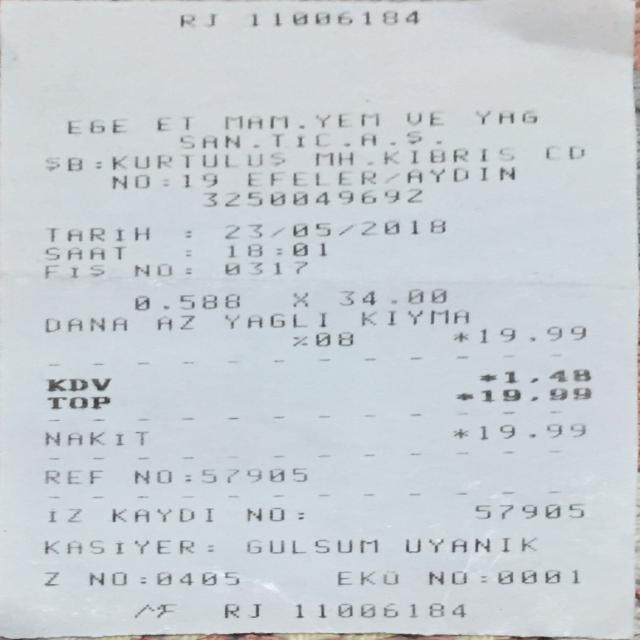 RJ 11006184
EGE ET MAM.YEM VE YAG
SAN.TIC.A.Ş.
ŞB:KURTULUS MH.KIBRIS CD
NO:19 EFELER/AYDIN
3250049692
TARIH : 23/05/2018
SAAT : 18:01
FIS NO: 0317
0.588 X 34.00
DANA AZ YAGLI KIYMA
%08 *19.99
KDV *1,48
TOP *19,99
NAKIT *19.99
REF NO:57905
IZ KAYDI NO: 57905
KASIYER: GULSUM UYANIK
Z NO:0405 EKU NO:0001
MF RJ 11006184